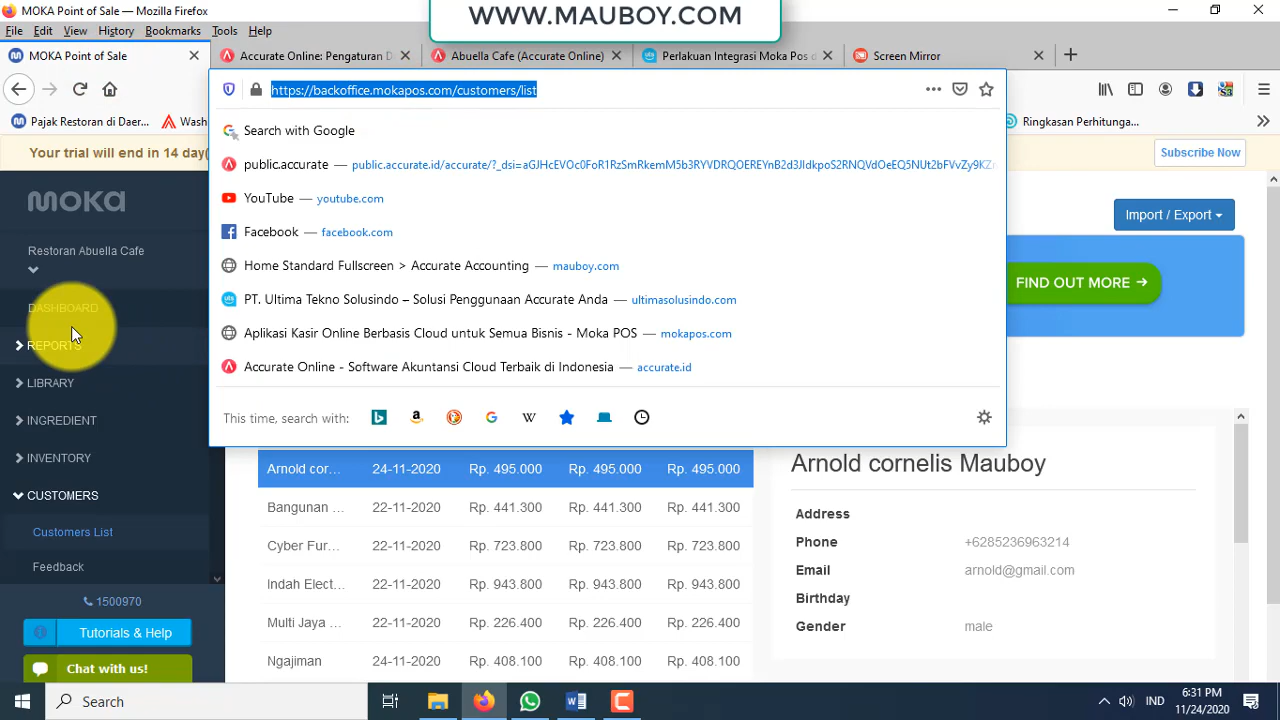 MOKA Point of Sale — Mozilla Firefox
WWW.MAUBOY.COM
File Edit View History Bookmarks Tools Help
MOKA Point of Sale
Accurate Online: Pengaturan D
Abuella Cafe (Accurate Online)
Perlakuan Integrasi Moka Pos d
Screen Mirror
https://backoffice.mokapos.com/customers/list
Pajak Restoran di Daer...
Wash
Ringkasan Perhitunga...
Search with Google
Your trial will end in 14 day(
Subscribe Now
public.accurate — public.accurate.id/accurate/?_dsi=
YouTube — youtube.com
MOKA
Import / Export
Facebook — facebook.com
Restoran Abuella Cafe
Home Standard Fullscreen > Accurate Accounting — mauboy.com
FIND OUT MORE →
PT. Ultima Tekno Solusindo – Solusi Penggunaan Accurate Anda — ultimasolusindo.com
DASHBOARD
Aplikasi Kasir Online Berbasis Cloud untuk Semua Bisnis - Moka POS — mokapos.com
REPORTS
Accurate Online - Software Akuntansi Cloud Terbaik di Indonesia — accurate.id
LIBRARY
INGREDIENT
This time, search with:
INVENTORY
CUSTOMERS
Customers List
Feedback
1500970
Tutorials & Help
Chat with us!
Arnold cor... 24-11-2020 Rp. 495.000 Rp. 495.000 Rp. 495.000
Bangunan ... 22-11-2020 Rp. 441.300 Rp. 441.300 Rp. 441.300
Cyber Fur... 22-11-2020 Rp. 723.800 Rp. 723.800 Rp. 723.800
Indah Elect... 22-11-2020 Rp. 943.800 Rp. 943.800 Rp. 943.800
Multi Jaya ... 22-11-2020 Rp. 226.400 Rp. 226.400 Rp. 226.400
Ngajiman 24-11-2020 Rp. 408.100 Rp. 408.100 Rp. 408.100
Arnold cornelis Mauboy
Address
Phone +6285236963214
Email arnold@gmail.com
Birthday
Gender male
Search
IND
6:31 PM
11/24/2020